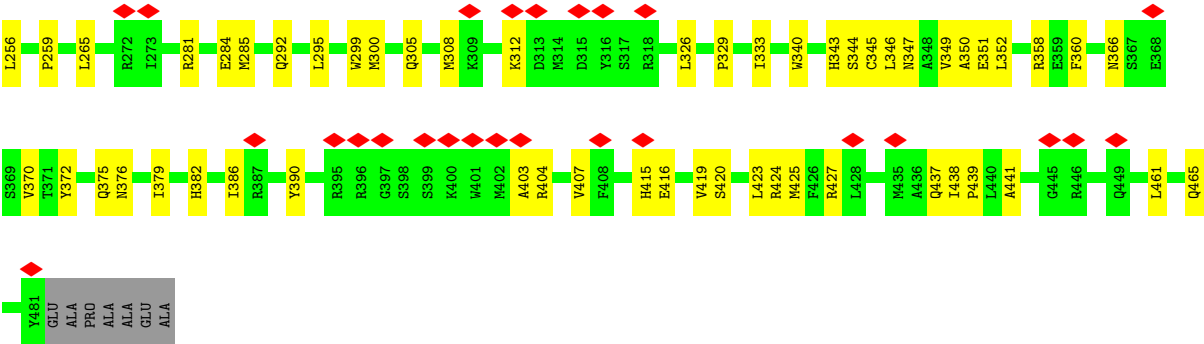 L256 P259 L265 R272 I273 R281 E284 M285 Q292 L295 W299 M300 Q305 M308 K309 K312 D313 M314 D315 Y316 S317 R318 L326 P329 I333 W340 H343 S344 C345 L346 N347 A348 V349 A350 E351 L352 R358 E359 F360 N366 S367 E368
S369 V370 T371 Y372 Q375 N376 I379 H382 I386 R387 Y390 R395 R396 G397 S398 S399 K400 W401 M402 A403 R404 V407 F408 H415 E416 V419 S420 L423 R424 M425 F426 R427 L428 M435 A436 Q437 I438 P439 L440 A441 G445 R446 Q449 L461 Q465
Y481 GLU ALA PRO ALA ALA GLU ALA